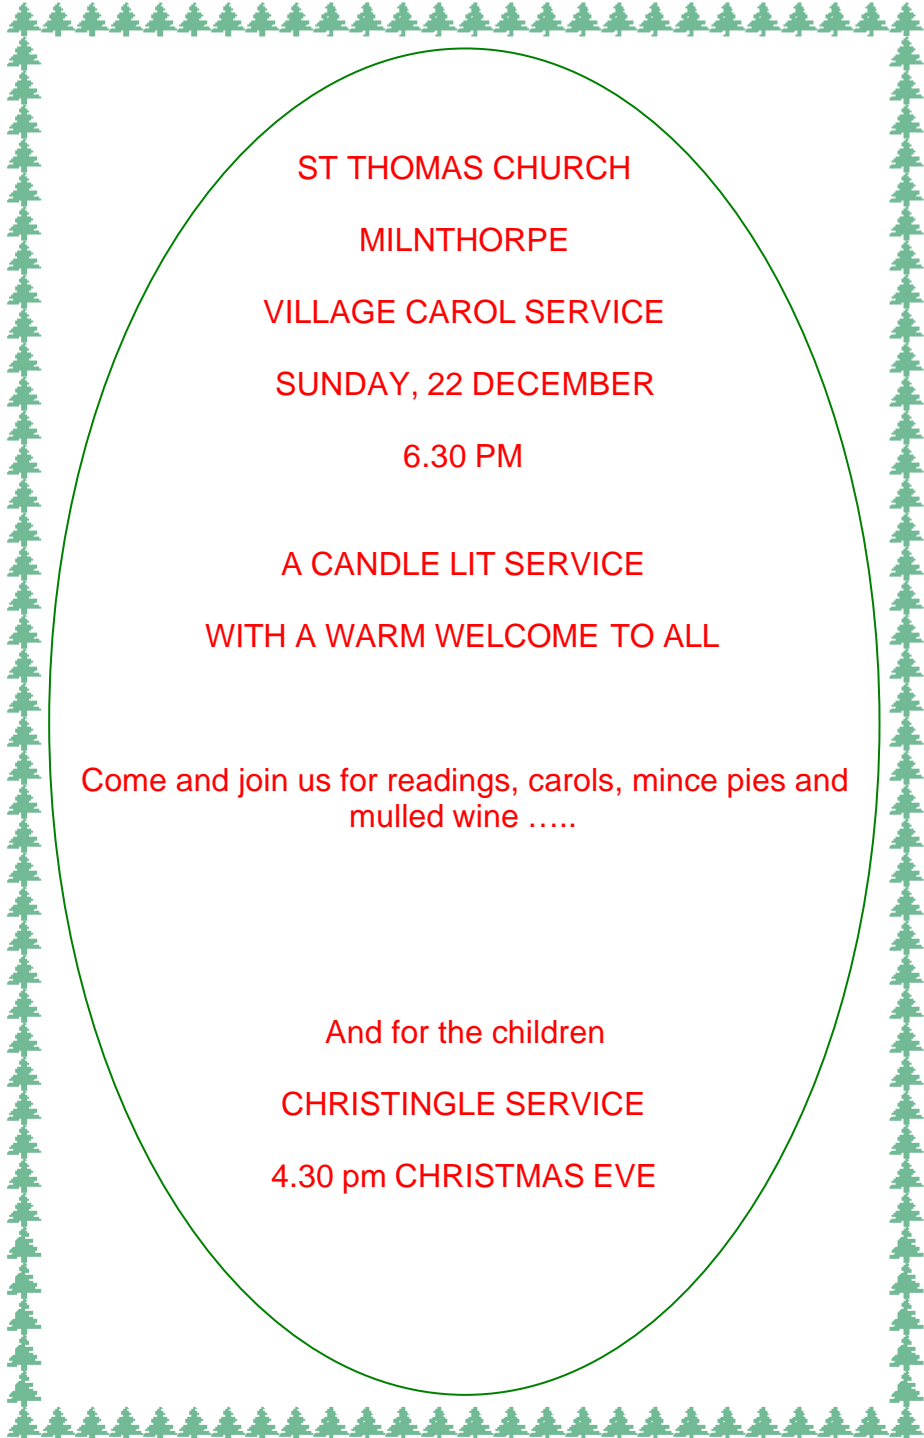 ST THOMAS CHURCH
MILNTHORPE
VILLAGE CAROL SERVICE
SUNDAY, 22 DECEMBER
6.30 PM
A CANDLE LIT SERVICE
WITH A WARM WELCOME TO ALL
Come and join us for readings, carols, mince pies and
mulled wine …..
And for the children
CHRISTINGLE SERVICE
4.30 pm CHRISTMAS EVE